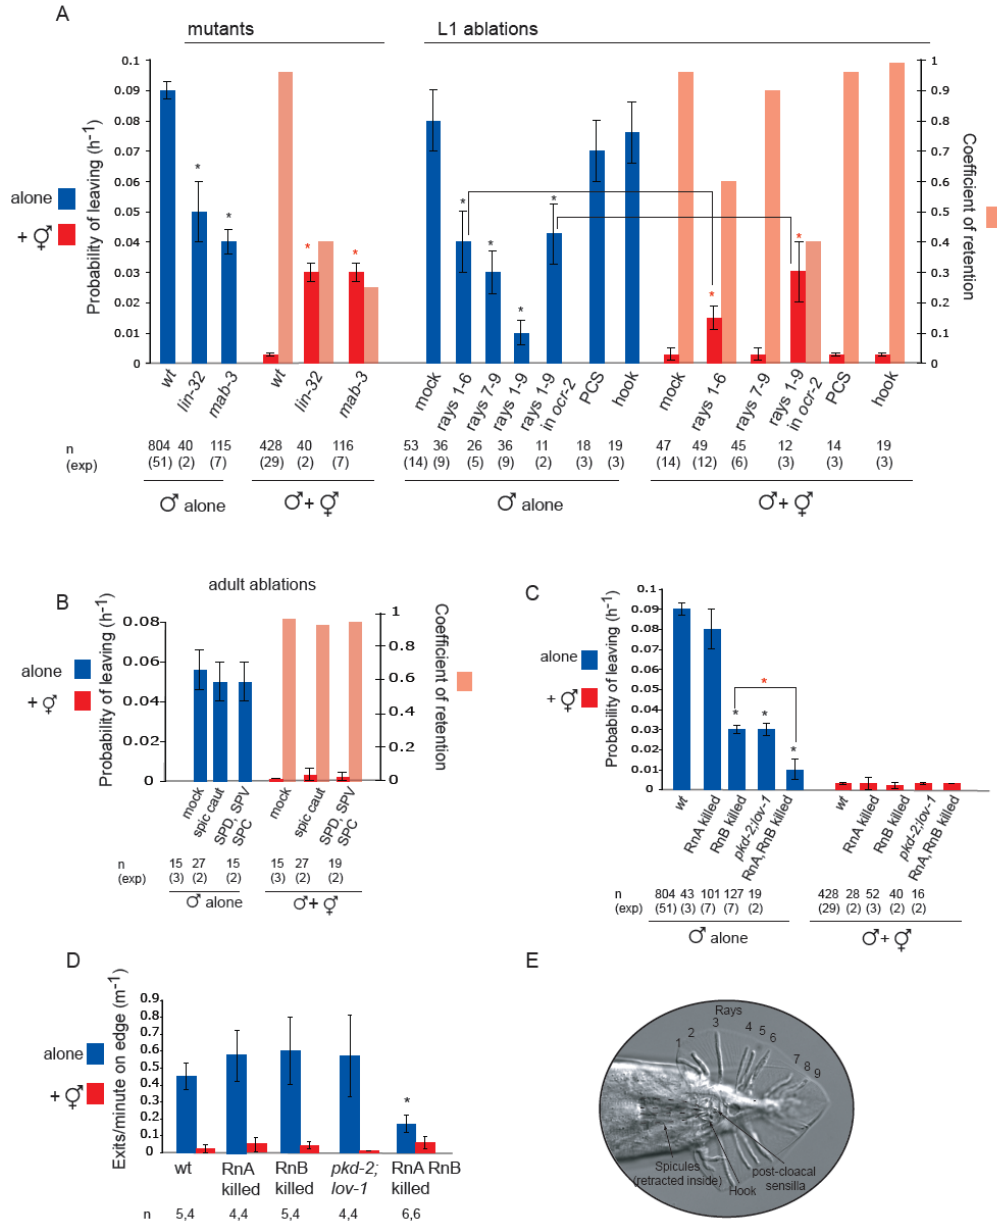 A
mutants
L1 ablations
alone
+ ⚥
Probability of leaving (h⁻¹)
0.1
0.09
0.08
0.07
0.06
0.05
0.04
0.03
0.02
0.01
0
1
0.9
0.8
0.7
0.6
0.5
0.4
0.3
0.2
0.1
0
Coefficient of retention
* * * * * * * * * * *
wt lin-32 mab-3 wt lin-32 mab-3 mock rays 1-6 rays 7-9 rays 1-9 rays 1-9 in ocr-2 PCS hook mock rays 1-6 rays 7-9 rays 1-9 in ocr-2 PCS hook
n 804 40 115 428 40 116 53 36 26 36 11 18 19 47 49 45 12 14 19
(exp) (51) (2) (7) (29) (2) (7) (14) (9) (5) (9) (2) (3) (3) (14) (12) (6) (3) (3) (3)
♂ alone ♂+ ⚥ ♂ alone ♂+ ⚥
B
adult ablations
alone
+ ⚥
Probability of leaving (h⁻¹)
0.08
0.06
0.04
0.02
0
1
0.8
0.6
0.4
0.2
0
Coefficient of retention
mock spic caut SPD, SPV SPC mock spic caut SPD, SPV SPC
n 15 27 15 15 27 19
(exp) (3) (2) (2) (3) (2) (2)
♂ alone ♂+ ⚥
C
alone
+ ⚥
Probability of leaving (h⁻¹)
0.1
0.09
0.08
0.07
0.06
0.05
0.04
0.03
0.02
0.01
0
* * * *
wt RnA killed RnB killed pkd-2;lov-1 RnA,RnB killed wt RnA killed RnB killed pkd-2;lov-1 RnA,RnB killed
n 804 43 101 127 19 428 28 52 40 16
(exp) (51) (3) (7) (7) (2) (29) (2) (3) (2) (2)
♂ alone ♂+ ⚥
D
alone
+ ⚥
Exits/minute on edge (m⁻¹)
0.9
0.8
0.7
0.6
0.5
0.4
0.3
0.2
0.1
0
*
wt RnA RnB pkd-2; RnA RnB
killed killed lov-1 killed
n 5,4 4,4 5,4 4,4 6,6
E
Rays
1 2 3 4 5 6 7 8 9
Spicules
(retracted inside)
Hook
post-cloacal
sensilla